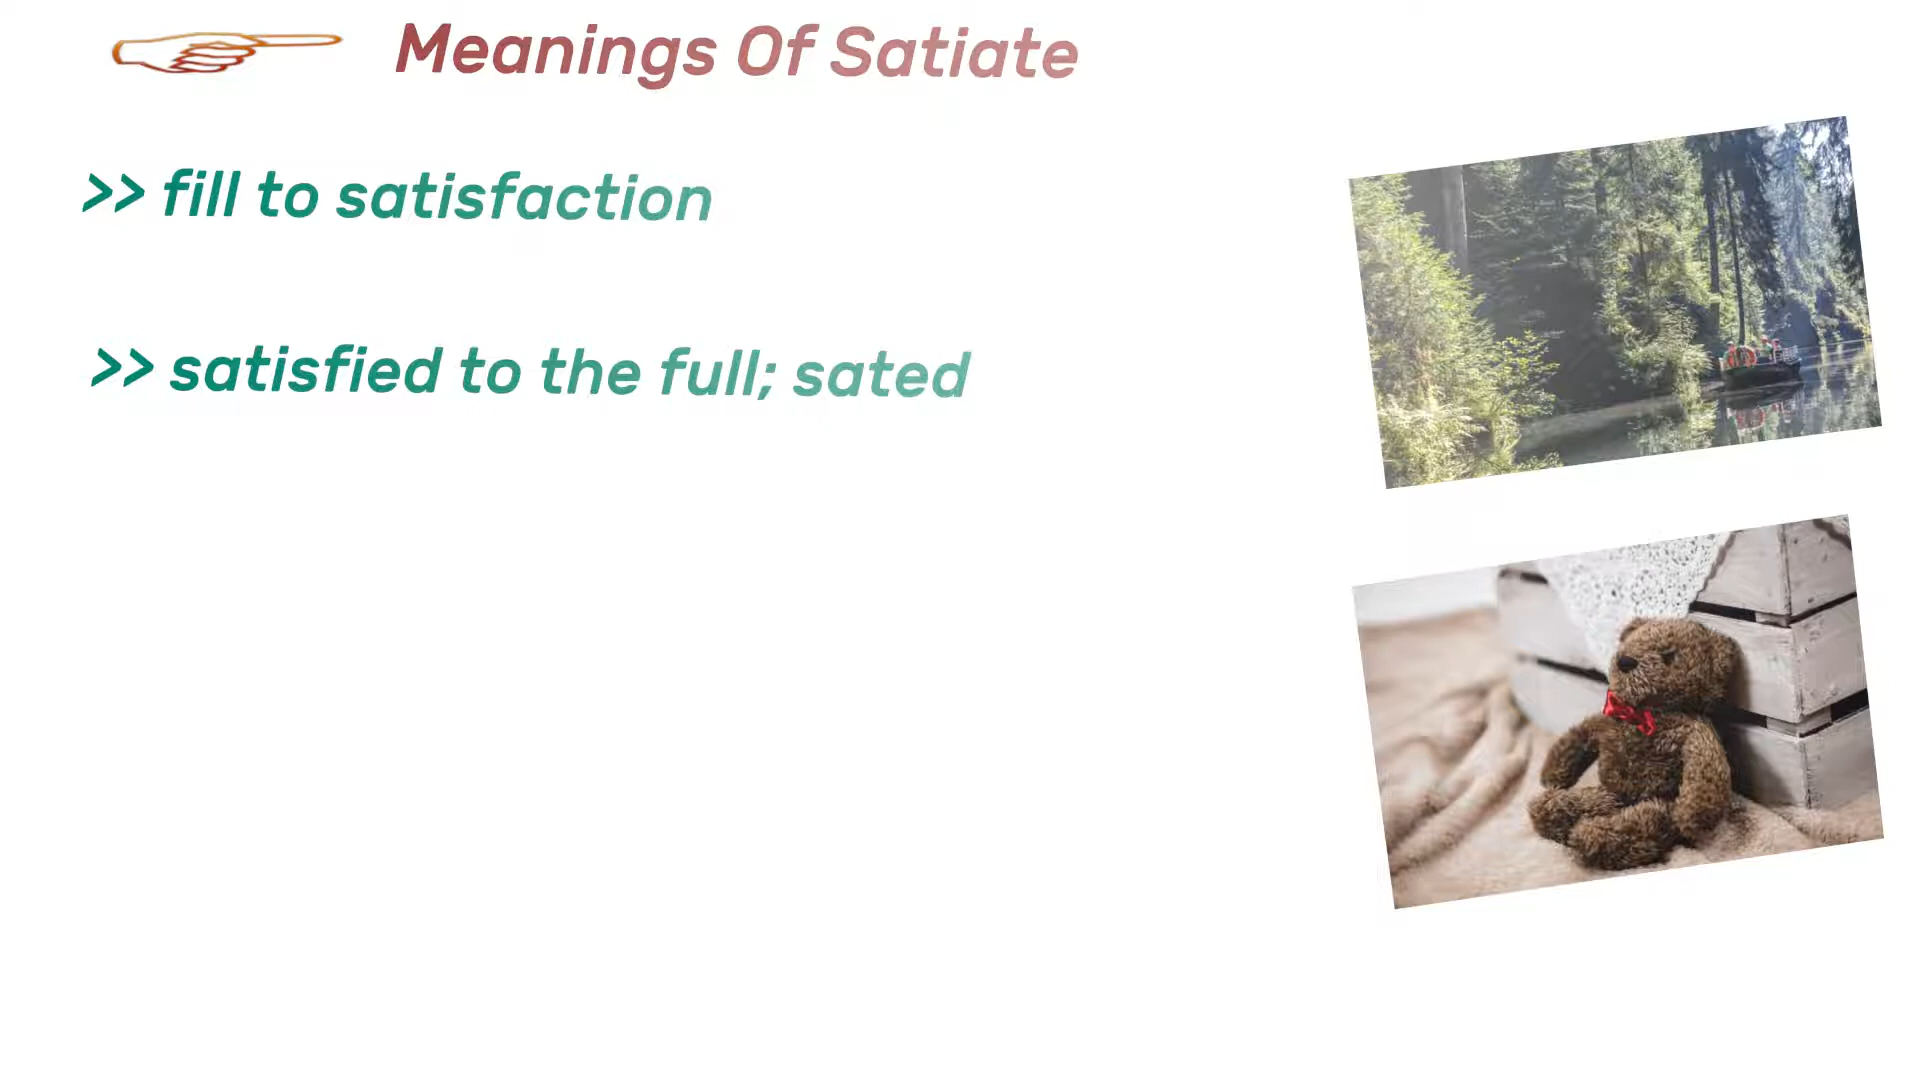 Meanings Of Satiate
>> fill to satisfaction
>> satisfied to the full; sated